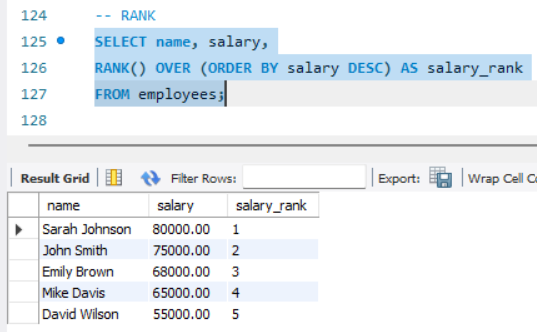 124 -- RANK
125 SELECT name, salary,
126 RANK() OVER (ORDER BY salary DESC) AS salary_rank
127 FROM employees;
128
Result Grid Filter Rows: Export: Wrap Cell Co
name salary salary_rank
Sarah Johnson 80000.00 1
John Smith 75000.00 2
Emily Brown 68000.00 3
Mike Davis 65000.00 4
David Wilson 55000.00 5